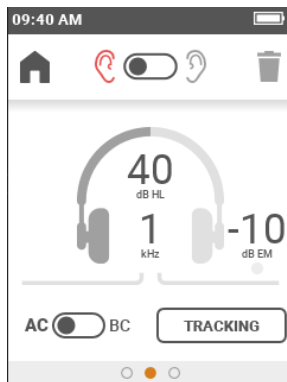 09:40 AM
40
dB HL
1
kHz
-10
dB EM
AC BC
TRACKING